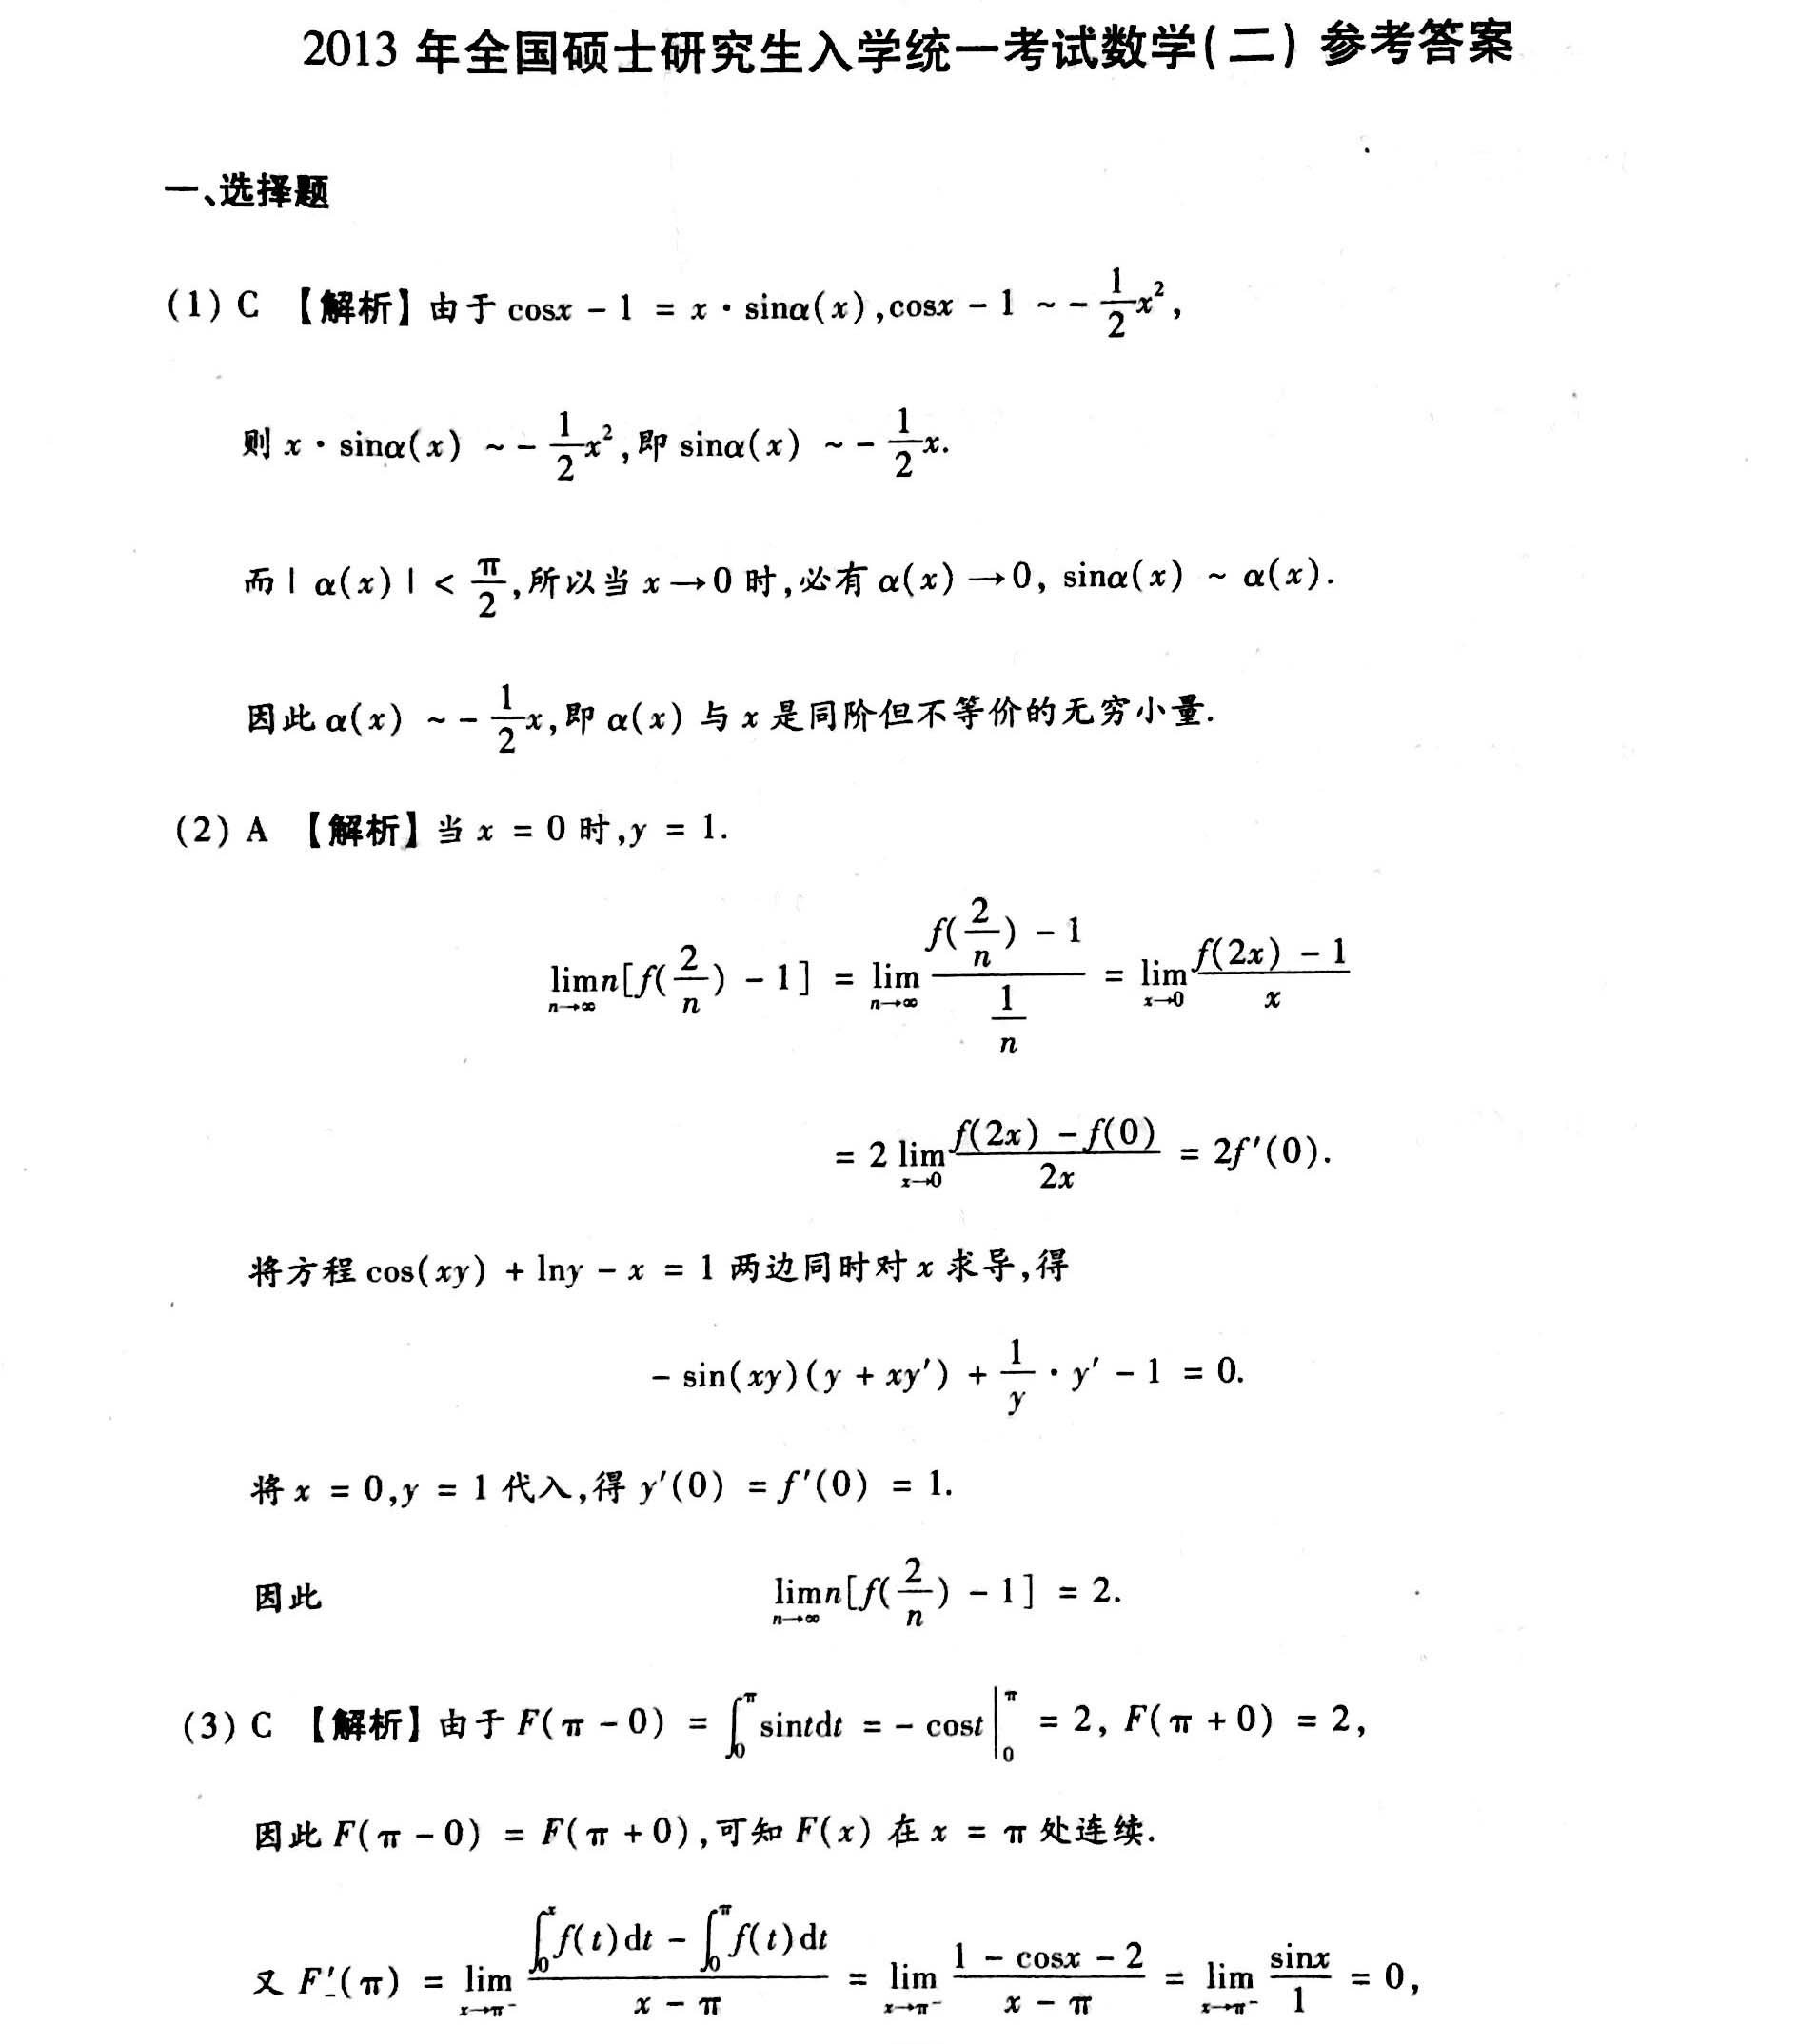 2013 年全国硕士研究生入学统一考试数学(二) 参考答案
一、选择题
(1) C 【解析】由于 $\cos x - 1 = x \cdot \sin\alpha(x), \cos x - 1 \sim -\frac{1}{2}x^2$,
则 $x \cdot \sin\alpha(x) \sim -\frac{1}{2}x^2$,即 $\sin\alpha(x) \sim -\frac{1}{2}x$.
而 $|\alpha(x)| < \frac{\pi}{2}$,所以当 $x \to 0$ 时,必有 $\alpha(x) \to 0$, $\sin\alpha(x) \sim \alpha(x)$.
因此 $\alpha(x) \sim -\frac{1}{2}x$,即 $\alpha(x)$ 与 $x$ 是同阶但不等价的无穷小量.
(2) A 【解析】当 $x = 0$ 时,$y = 1$.
$\lim_{n \to \infty} n[f(\frac{2}{n}) - 1] = \lim_{n \to \infty} \frac{f(\frac{2}{n}) - 1}{\frac{1}{n}} = \lim_{x \to 0} \frac{f(2x) - 1}{x}$
$= 2 \lim_{x \to 0} \frac{f(2x) - f(0)}{2x} = 2f'(0)$.
将方程 $\cos(xy) + \ln y - x = 1$ 两边同时对 $x$ 求导,得
$-\sin(xy)(y + xy') + \frac{1}{y} \cdot y' - 1 = 0$.
将 $x = 0, y = 1$ 代入,得 $y'(0) = f'(0) = 1$.
因此 $\lim_{n \to \infty} n[f(\frac{2}{n}) - 1] = 2$.
(3) C 【解析】由于 $F(\pi - 0) = \int_0^{\pi} \sin t dt = -\cos t \Big|_0^{\pi} = 2, F(\pi + 0) = 2$,
因此 $F(\pi - 0) = F(\pi + 0)$,可知 $F(x)$ 在 $x = \pi$ 处连续.
又 $F'_-(\pi) = \lim_{x \to \pi^-} \frac{\int_0^x f(t)dt - \int_0^{\pi} f(t)dt}{x - \pi} = \lim_{x \to \pi^-} \frac{1 - \cos x - 2}{x - \pi} = \lim_{x \to \pi^-} \frac{\sin x}{1} = 0$,